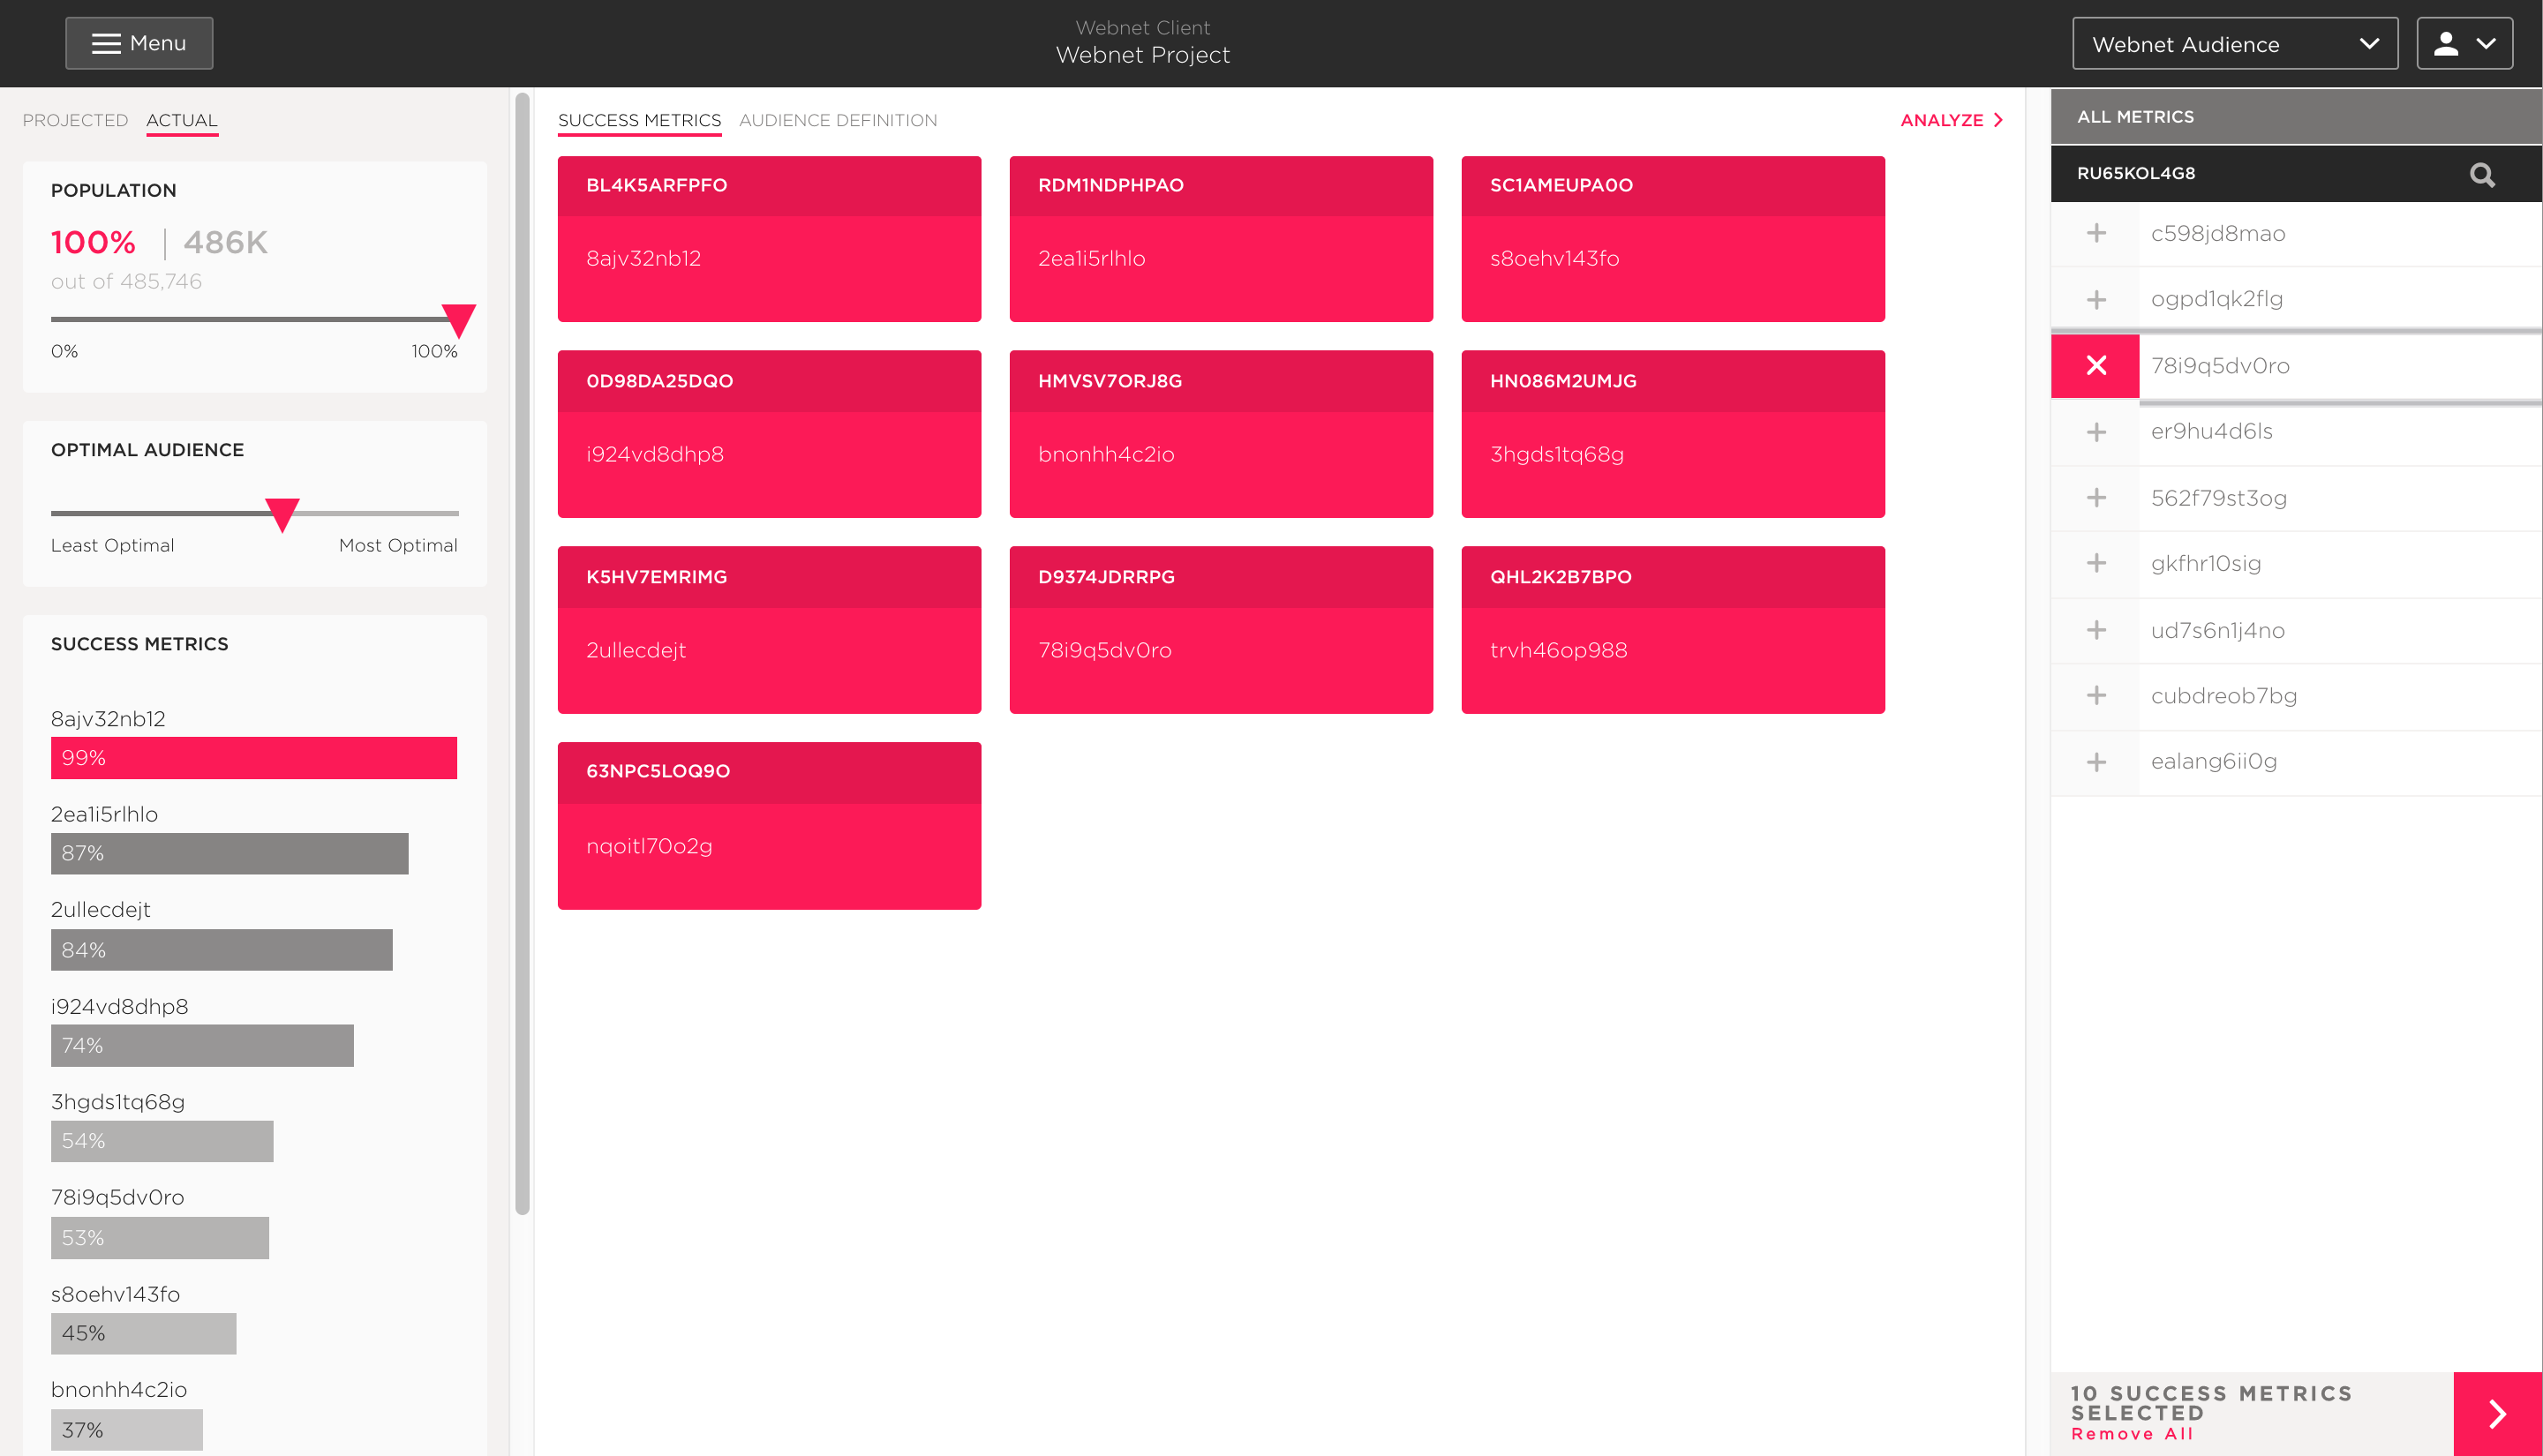 Menu
Webnet Client
Webnet Project
Webnet Audience
PROJECTED ACTUAL
POPULATION
100% | 486K
out of 485,746
0% 100%
OPTIMAL AUDIENCE
Least Optimal Most Optimal
SUCCESS METRICS
8ajv32nb12
99%
2ea1i5rlhlo
87%
2ullecdejt
84%
i924vd8dhp8
74%
3hgds1tq68g
54%
78i9q5dv0ro
53%
s8oehv143fo
45%
bnonhh4c2io
37%
SUCCESS METRICS AUDIENCE DEFINITION ANALYZE
BL4K5ARFPFO
8ajv32nb12
RDM1NDPHPAO
2ea1i5rlhlo
SC1AMEUPA0O
s8oehv143fo
0D98DA25DQO
i924vd8dhp8
HMVSV7ORJ8G
bnonhh4c2io
HN086M2UMJG
3hgds1tq68g
K5HV7EMRIMG
2ullecdejt
D9374JDRRPG
78i9q5dv0ro
QHL2K2B7BPO
trvh46op988
63NPC5LOQ9O
nqoitl70o2g
ALL METRICS
RU65KOL4G8
c598jd8mao
ogpd1qk2flg
78i9q5dv0ro
er9hu4d6ls
562f79st3og
gkfhr10sig
ud7s6n1j4no
cubdreob7bg
ealang6ii0g
10 SUCCESS METRICS
SELECTED
Remove All